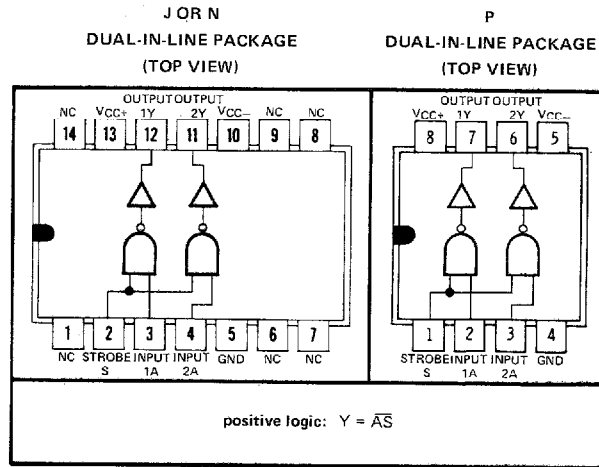 J OR N
DUAL-IN-LINE PACKAGE
(TOP VIEW)
OUTPUT OUTPUT
NC VCC+ 1Y 2Y VCC− NC NC
14 13 12 11 10 9 8
1 2 3 4 5 6 7
NC STROBE INPUT INPUT GND NC NC
S 1A 2A
P
DUAL-IN-LINE PACKAGE
(TOP VIEW)
OUTPUT OUTPUT
VCC+ 1Y 2Y VCC−
8 7 6 5
1 2 3 4
STROBE INPUT INPUT GND
S 1A 2A
positive logic: Y = A̅S̅